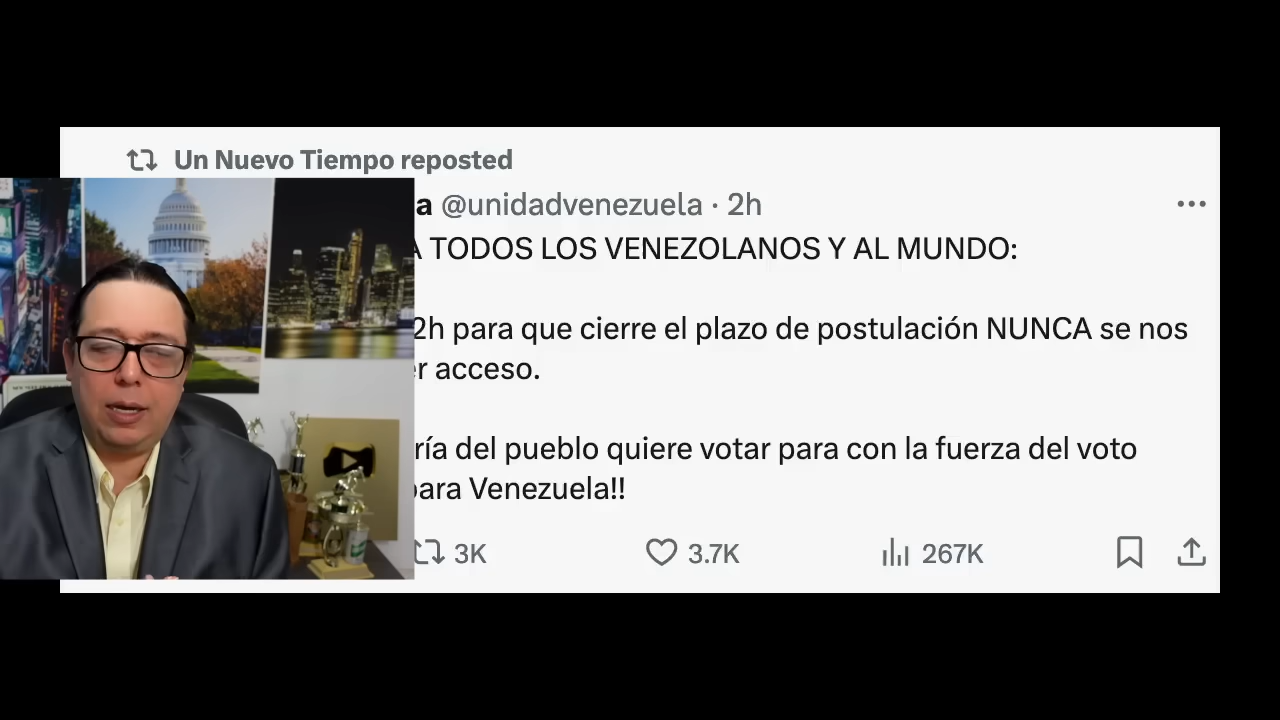 Un Nuevo Tiempo reposted
a @unidadvenezuela · 2h
A TODOS LOS VENEZOLANOS Y AL MUNDO:
2h para que cierre el plazo de postulación NUNCA se nos
er acceso.
ría del pueblo quiere votar para con la fuerza del voto
para Venezuela!!
3K
3.7K
267K